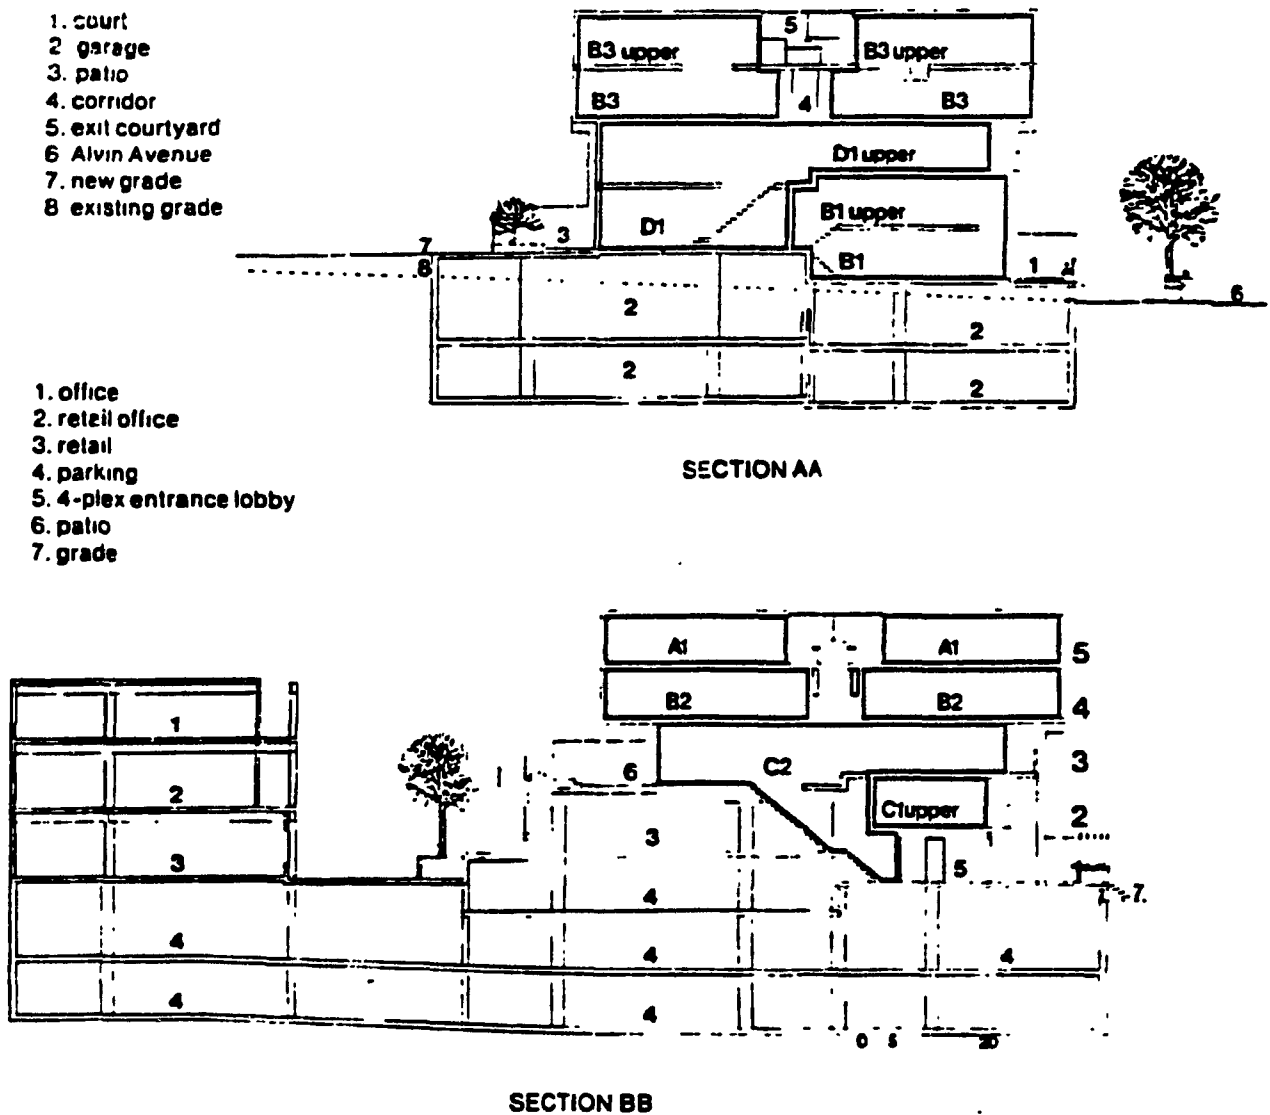 1. court
2 garage
3. patio
4. corridor
5. exit courtyard
6 Alvin Avenue
7. new grade
8 existing grade
5
B3 upper
B3 upper
B3
4
B3
D1 upper
B1 upper
D1
3
7
8
B1
1
6
2
2
2
2
SECTION AA
1. office
2. retail office
3. retail
4. parking
5. 4-plex entrance lobby
6. patio
7. grade
A1
A1
5
B2
B2
4
1
6
C2
3
2
C1 upper
2
3
3
5
4
7.
4
4
4
4
4
0 5 20
SECTION BB